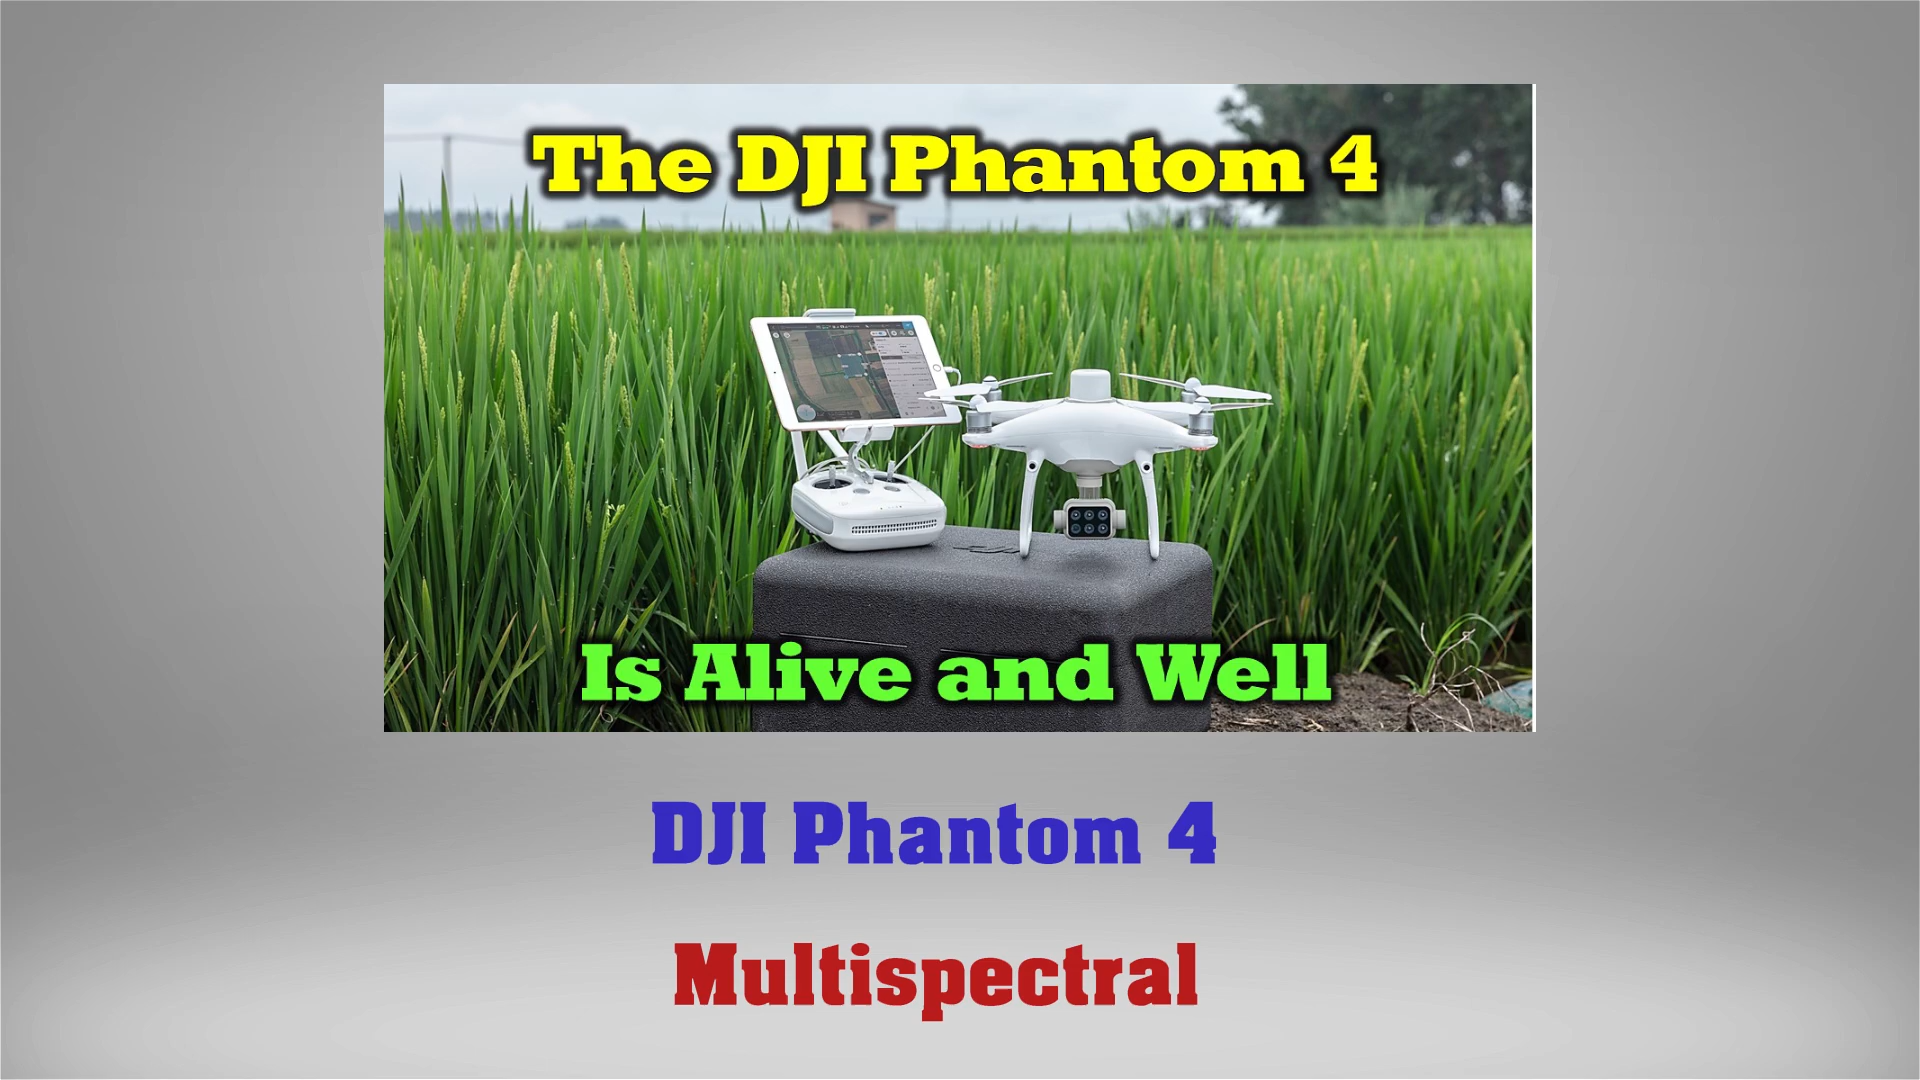 The DJI Phantom 4
Is Alive and Well
DJI Phantom 4
Multispectral